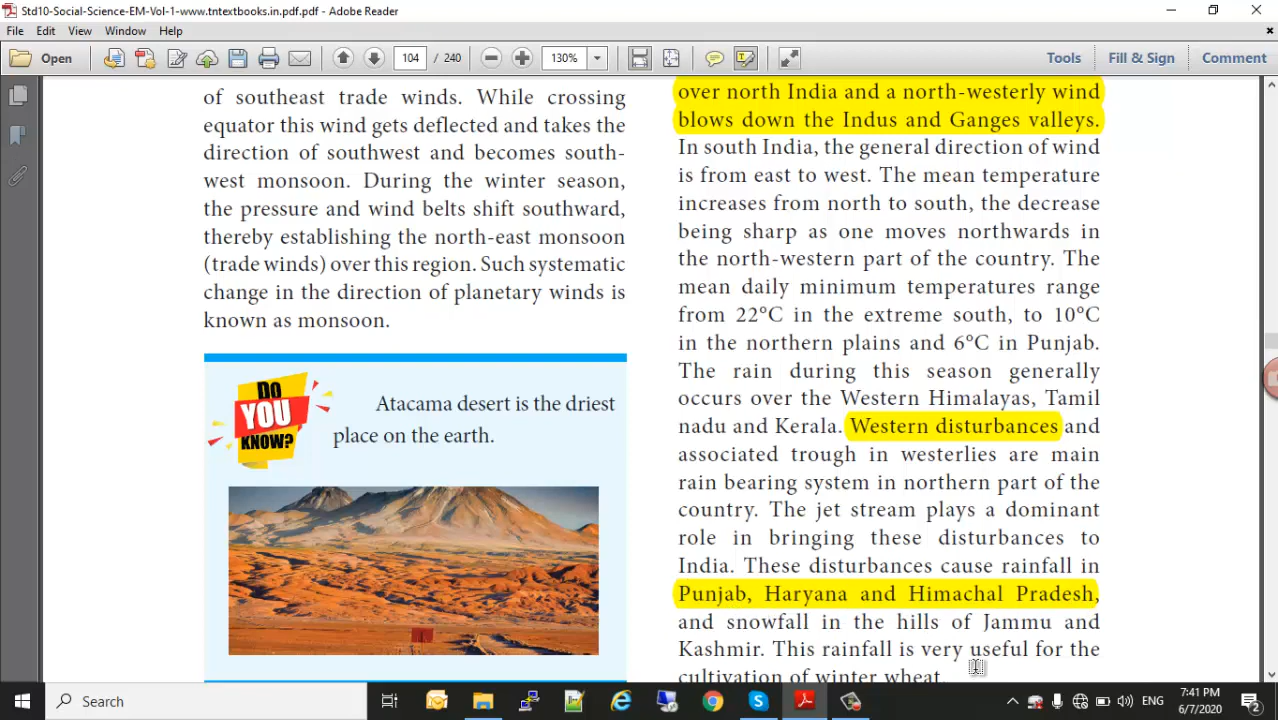 Std10-Social-Science-EM-Vol-1-www.tntextbooks.in.pdf.pdf - Adobe Reader
File Edit View Window Help
Open 104 / 240 130% Tools Fill & Sign Comment
of southeast trade winds. While crossing
equator this wind gets deflected and takes the
direction of southwest and becomes south-
west monsoon. During the winter season,
the pressure and wind belts shift southward,
thereby establishing the north-east monsoon
(trade winds) over this region. Such systematic
change in the direction of planetary winds is
known as monsoon.
DO
YOU
KNOW?
Atacama desert is the driest
place on the earth.
over north India and a north-westerly wind
blows down the Indus and Ganges valleys.
In south India, the general direction of wind
is from east to west. The mean temperature
increases from north to south, the decrease
being sharp as one moves northwards in
the north-western part of the country. The
mean daily minimum temperatures range
from 22°C in the extreme south, to 10°C
in the northern plains and 6°C in Punjab.
The rain during this season generally
occurs over the Western Himalayas, Tamil
nadu and Kerala. Western disturbances and
associated trough in westerlies are main
rain bearing system in northern part of the
country. The jet stream plays a dominant
role in bringing these disturbances to
India. These disturbances cause rainfall in
Punjab, Haryana and Himachal Pradesh,
and snowfall in the hills of Jammu and
Kashmir. This rainfall is very useful for the
cultivation of winter wheat.
Search
ENG
7:41 PM
6/7/2020
2